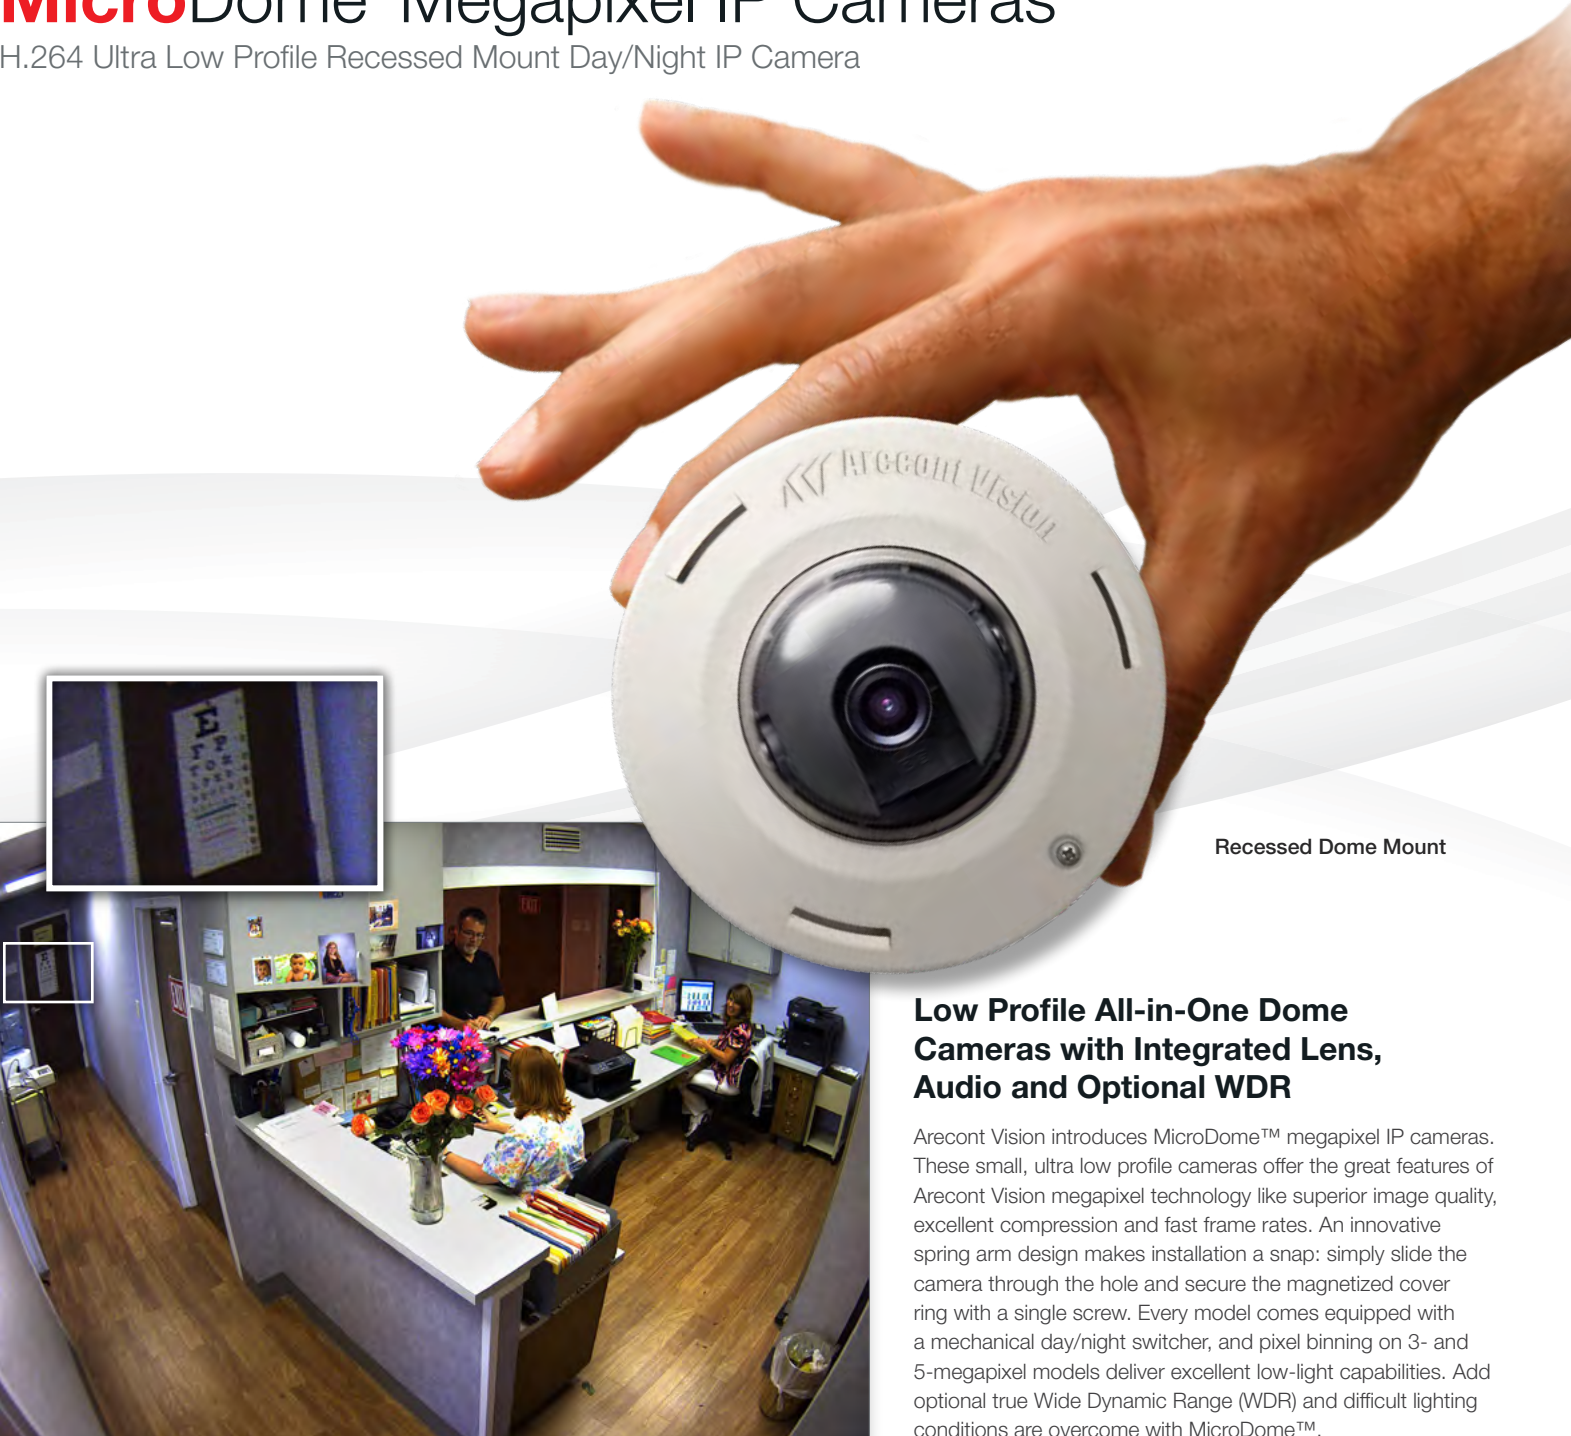 MicroDome Megapixel IP Cameras
H.264 Ultra Low Profile Recessed Mount Day/Night IP Camera
Arecont Vision
E
Recessed Dome Mount
EXIT
EXIT
Low Profile All-in-One Dome
Cameras with Integrated Lens,
Audio and Optional WDR
Arecont Vision introduces MicroDome™ megapixel IP cameras.
These small, ultra low profile cameras offer the great features of
Arecont Vision megapixel technology like superior image quality,
excellent compression and fast frame rates. An innovative
spring arm design makes installation a snap: simply slide the
camera through the hole and secure the magnetized cover
ring with a single screw. Every model comes equipped with
a mechanical day/night switcher, and pixel binning on 3- and
5-megapixel models deliver excellent low-light capabilities. Add
optional true Wide Dynamic Range (WDR) and difficult lighting
conditions are overcome with MicroDome™.